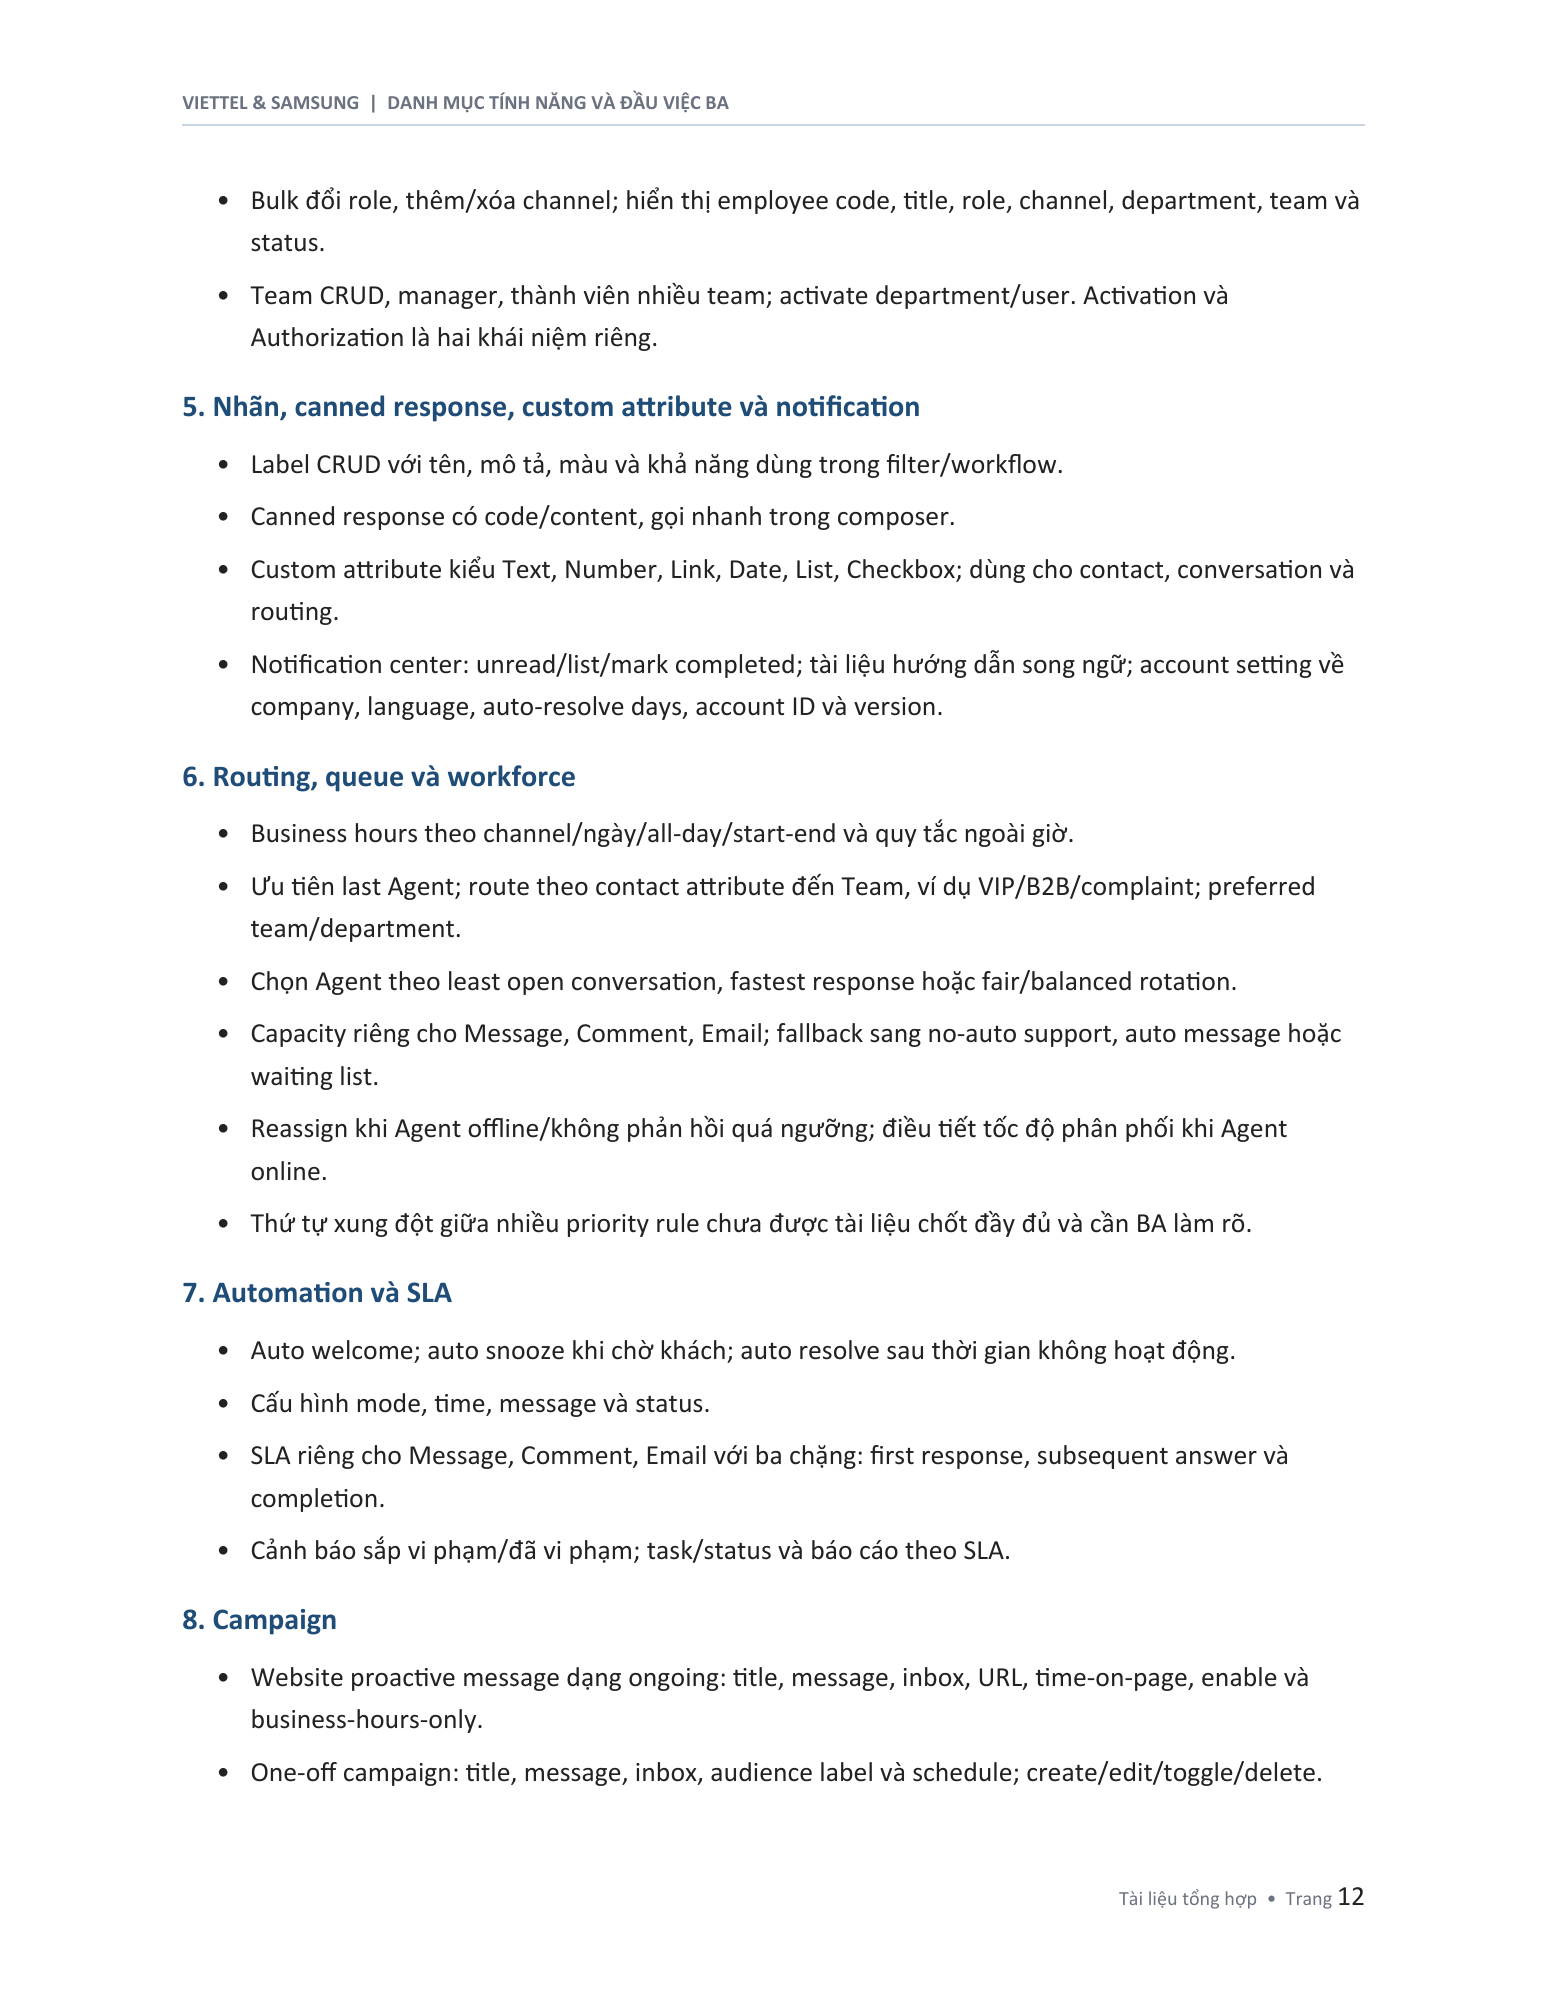 VIETTEL & SAMSUNG | DANH MỤC TÍNH NĂNG VÀ ĐẦU VIỆC BA
• Bulk đổi role, thêm/xóa channel; hiển thị employee code, title, role, channel, department, team và
status.
• Team CRUD, manager, thành viên nhiều team; activate department/user. Activation và
Authorization là hai khái niệm riêng.
5. Nhãn, canned response, custom attribute và notification
• Label CRUD với tên, mô tả, màu và khả năng dùng trong filter/workflow.
• Canned response có code/content, gọi nhanh trong composer.
• Custom attribute kiểu Text, Number, Link, Date, List, Checkbox; dùng cho contact, conversation và
routing.
• Notification center: unread/list/mark completed; tài liệu hướng dẫn song ngữ; account setting về
company, language, auto-resolve days, account ID và version.
6. Routing, queue và workforce
• Business hours theo channel/ngày/all-day/start-end và quy tắc ngoài giờ.
• Ưu tiên last Agent; route theo contact attribute đến Team, ví dụ VIP/B2B/complaint; preferred
team/department.
• Chọn Agent theo least open conversation, fastest response hoặc fair/balanced rotation.
• Capacity riêng cho Message, Comment, Email; fallback sang no-auto support, auto message hoặc
waiting list.
• Reassign khi Agent offline/không phản hồi quá ngưỡng; điều tiết tốc độ phân phối khi Agent
online.
• Thứ tự xung đột giữa nhiều priority rule chưa được tài liệu chốt đầy đủ và cần BA làm rõ.
7. Automation và SLA
• Auto welcome; auto snooze khi chờ khách; auto resolve sau thời gian không hoạt động.
• Cấu hình mode, time, message và status.
• SLA riêng cho Message, Comment, Email với ba chặng: first response, subsequent answer và
completion.
• Cảnh báo sắp vi phạm/đã vi phạm; task/status và báo cáo theo SLA.
8. Campaign
• Website proactive message dạng ongoing: title, message, inbox, URL, time-on-page, enable và
business-hours-only.
• One-off campaign: title, message, inbox, audience label và schedule; create/edit/toggle/delete.
Tài liệu tổng hợp • Trang 12